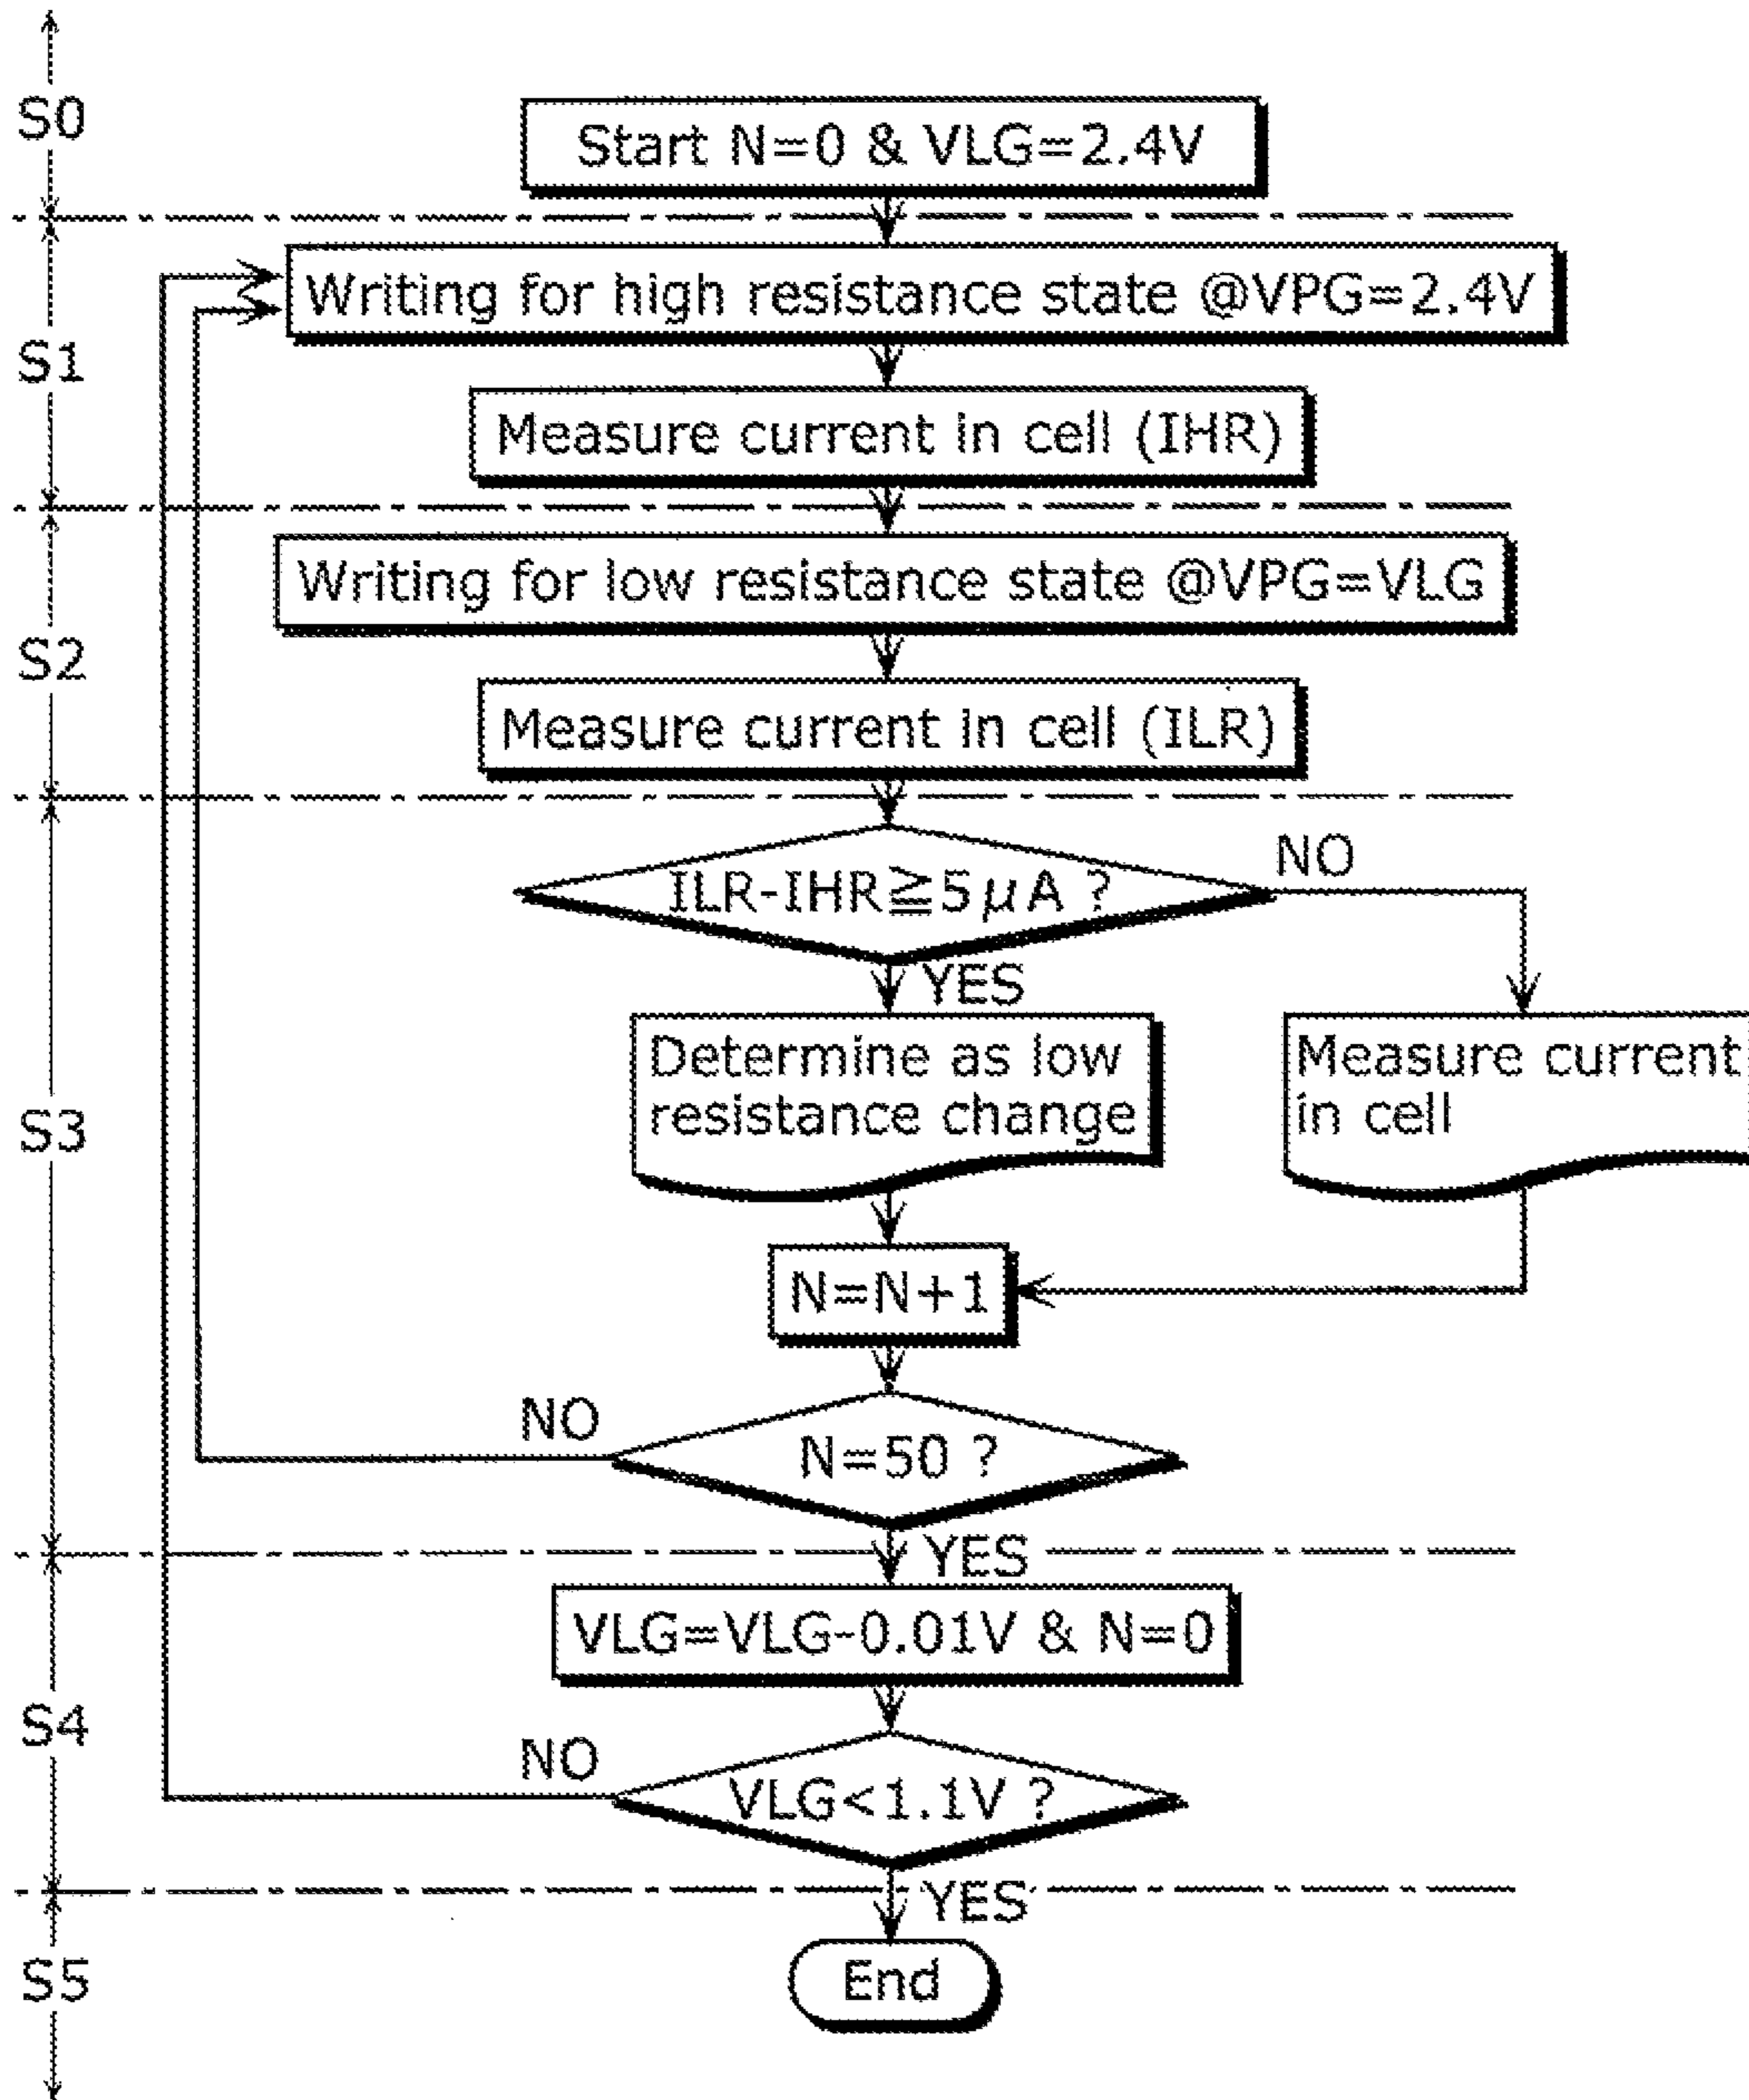 S0
Start N=0 & VLG=2.4V
S1
Writing for high resistance state @VPG=2.4V
Measure current in cell (IHR)
S2
Writing for low resistance state @VPG=VLG
Measure current in cell (ILR)
S3
ILR-IHR≧5μA ?
NO
YES
Determine as low
resistance change
Measure current
in cell
N=N+1
NO
N=50 ?
YES
S4
VLG=VLG-0.01V & N=0
NO
VLG<1.1V ?
YES
S5
End